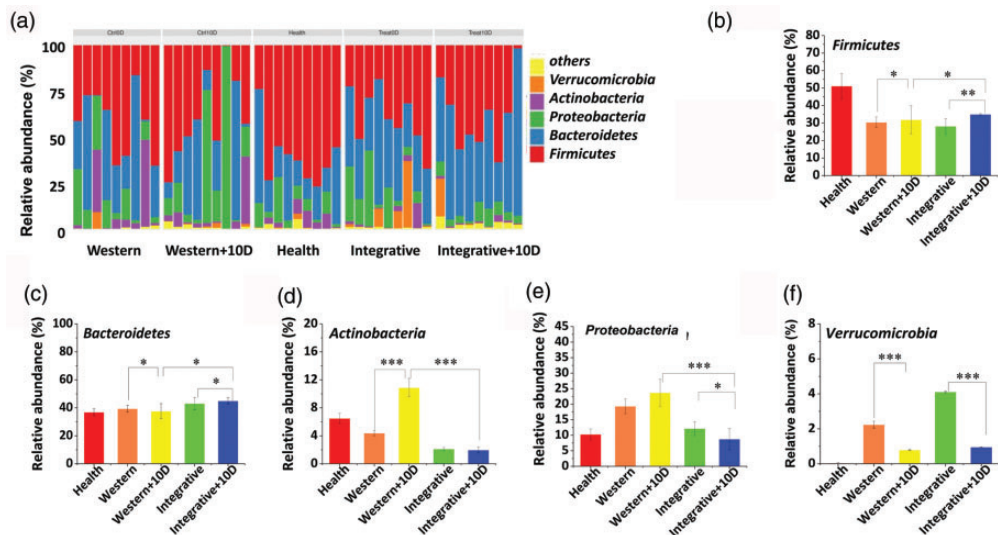 (a)
Ctrl0D Ctrl10D Health Treat0D Treat10D
Relative abundance (%)
100
75
50
25
0
Western Western+10D Health Integrative Integrative+10D
others
Verrucomicrobia
Actinobacteria
Proteobacteria
Bacteroidetes
Firmicutes
(b)
Firmicutes
Relative abundance (%)
80
70
60
50
40
30
20
10
0
* * **
Health Western Western+10D Integrative Integrative+10D
(c)
Bacteroidetes
Relative abundance (%)
100
80
60
40
20
0
* * *
Health Western Western+10D Integrative Integrative+10D
(d)
Actinobacteria
Relative abundance (%)
20
16
12
8
4
0
*** ***
Health Western Western+10D Integrative Integrative+10D
(e)
Proteobacteria
Relative abundance (%)
45
40
35
30
25
20
15
10
5
0
*** *
Health Western Western+10D Integrative Integrative+10D
(f)
Verrucomicrobia
Relative abundance (%)
8
6
4
2
0
*** ***
Health Western Western+10D Integrative Integrative+10D